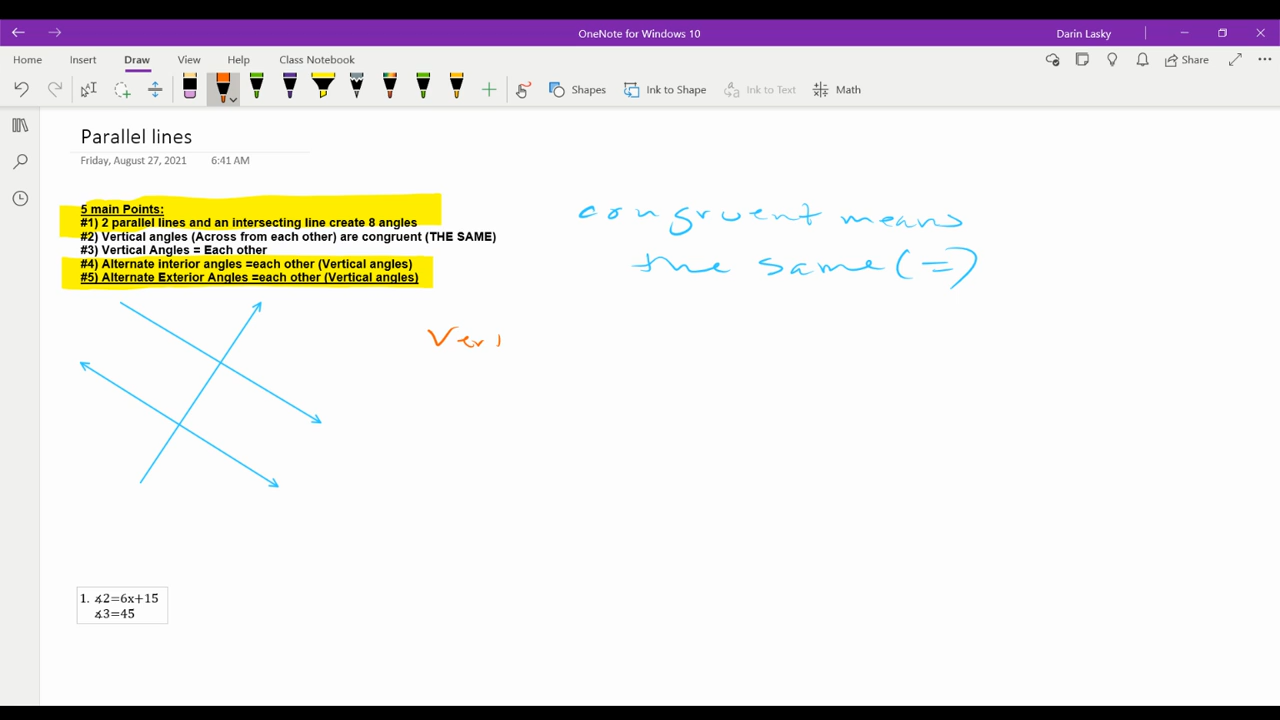 OneNote for Windows 10
Darin Lasky
Home Insert Draw View Help Class Notebook
Share
Shapes Ink to Shape Ink to Text Math
Parallel lines
Friday, August 27, 2021 6:41 AM
5 main Points:
#1) 2 parallel lines and an intersecting line create 8 angles
#2) Vertical angles (Across from each other) are congruent (THE SAME)
#3) Vertical Angles = Each other
#4) Alternate interior angles =each other (Vertical angles)
#5) Alternate Exterior Angles =each other (Vertical angles)
congruent means
the same (=)
Ver
1. ∡2=6x+15
∡3=45